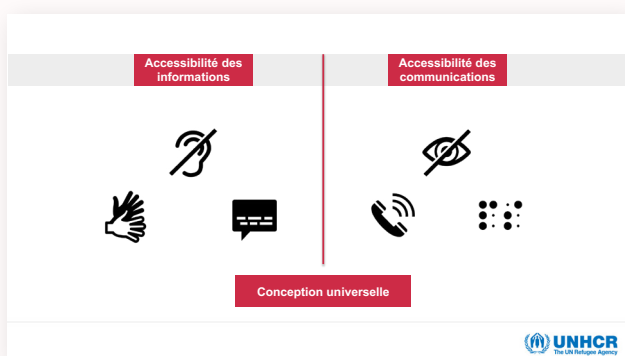 Accessibilité des
informations
Accessibilité des
communications
Conception universelle
UNHCR
The UN Refugee Agency